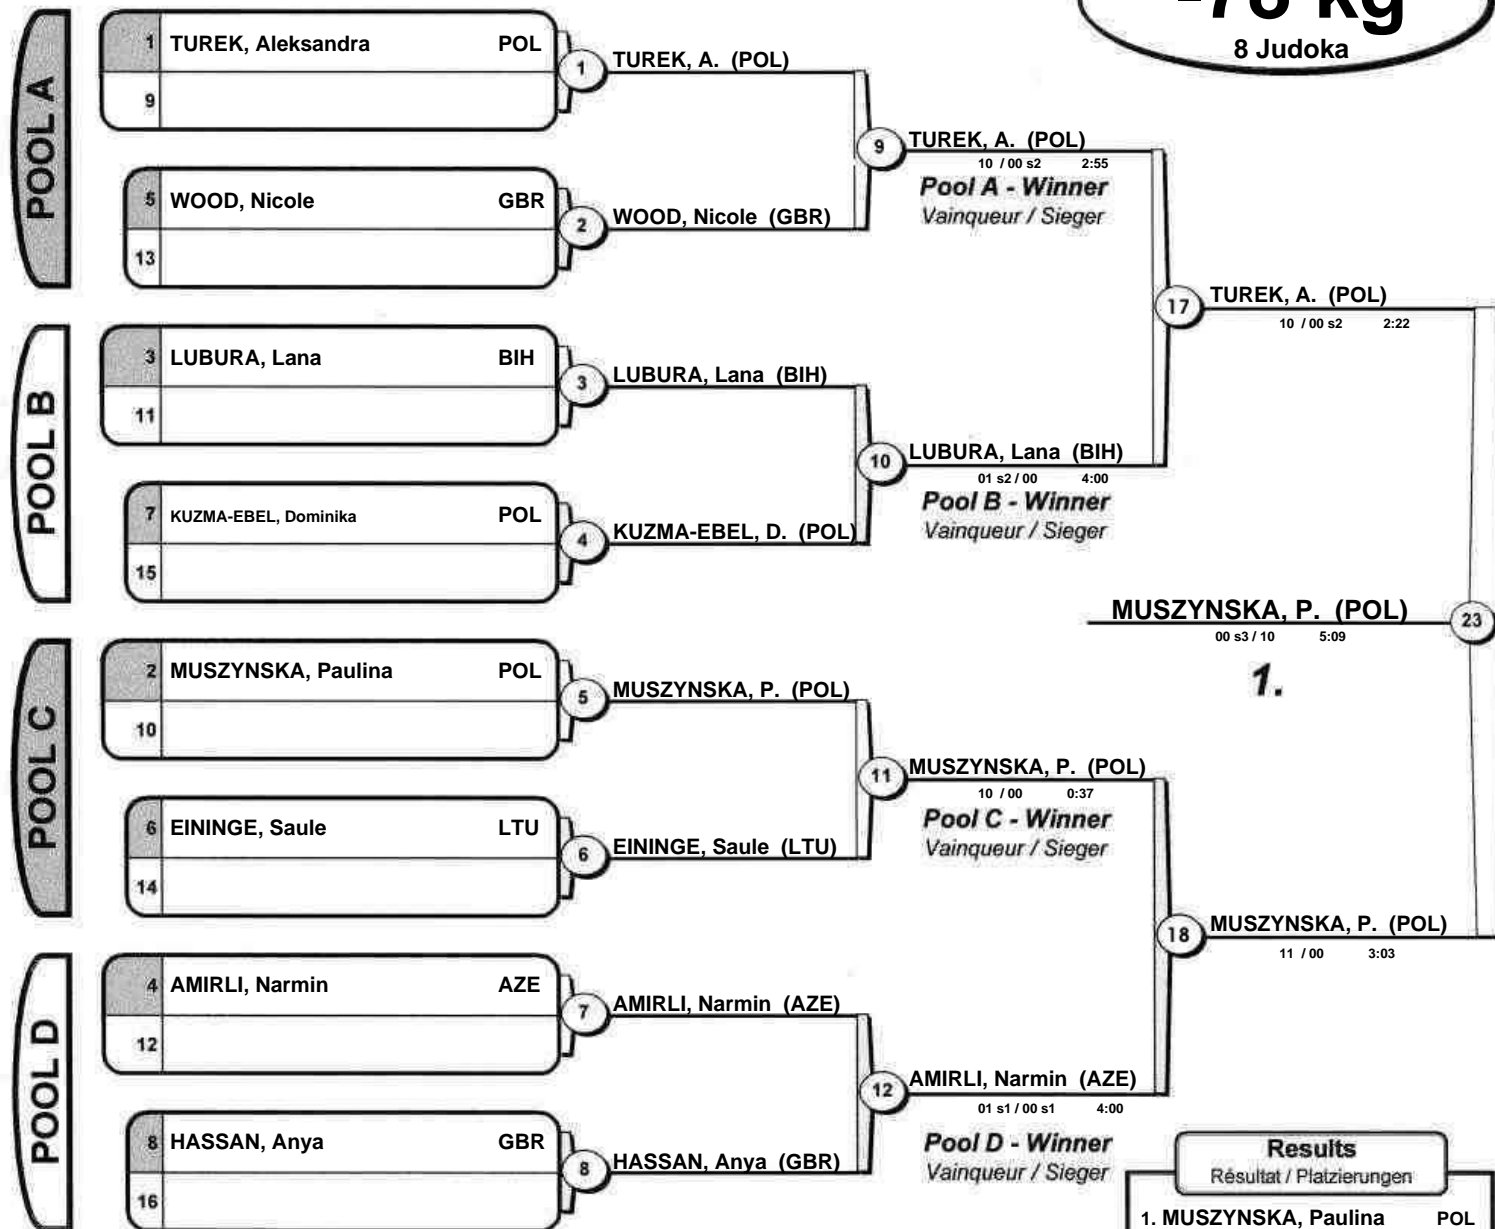 -78 kg
8 Judoka
POOL A
1 TUREK, Aleksandra POL
9
5 WOOD, Nicole GBR
13
1 TUREK, A. (POL)
2 WOOD, Nicole (GBR)
9 TUREK, A. (POL)
10 / 00 s2 2:55
Pool A - Winner
Vainqueur / Sieger
POOL B
3 LUBURA, Lana BIH
11
7 KUZMA-EBEL, Dominika POL
15
3 LUBURA, Lana (BIH)
4 KUZMA-EBEL, D. (POL)
10 LUBURA, Lana (BIH)
01 s2 / 00 4:00
Pool B - Winner
Vainqueur / Sieger
17 TUREK, A. (POL)
10 / 00 s2 2:22
MUSZYNSKA, P. (POL) 23
00 s3 / 10 5:09
1.
POOL C
2 MUSZYNSKA, Paulina POL
10
6 EININGE, Saule LTU
14
5 MUSZYNSKA, P. (POL)
6 EININGE, Saule (LTU)
11 MUSZYNSKA, P. (POL)
10 / 00 0:37
Pool C - Winner
Vainqueur / Sieger
POOL D
4 AMIRLI, Narmin AZE
12
8 HASSAN, Anya GBR
16
7 AMIRLI, Narmin (AZE)
8 HASSAN, Anya (GBR)
12 AMIRLI, Narmin (AZE)
01 s1 / 00 s1 4:00
Pool D - Winner
Vainqueur / Sieger
18 MUSZYNSKA, P. (POL)
11 / 00 3:03
Results
Résultat / Platzierungen
1. MUSZYNSKA, Paulina POL